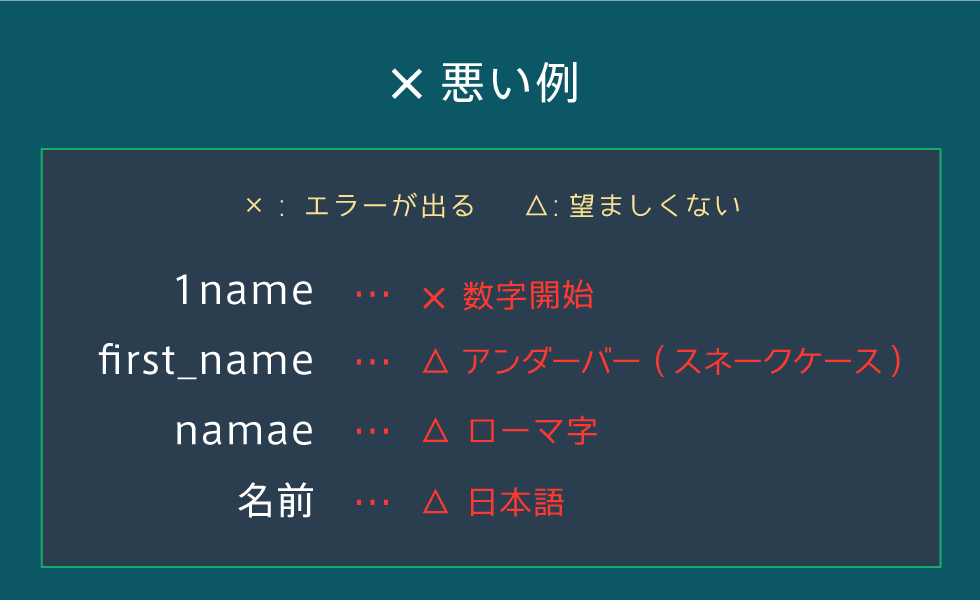 × 悪い例
× : エラーが出る △: 望ましくない
1name … × 数字開始
first_name … △ アンダーバー ( スネークケース )
namae … △ ローマ字
名前 … △ 日本語